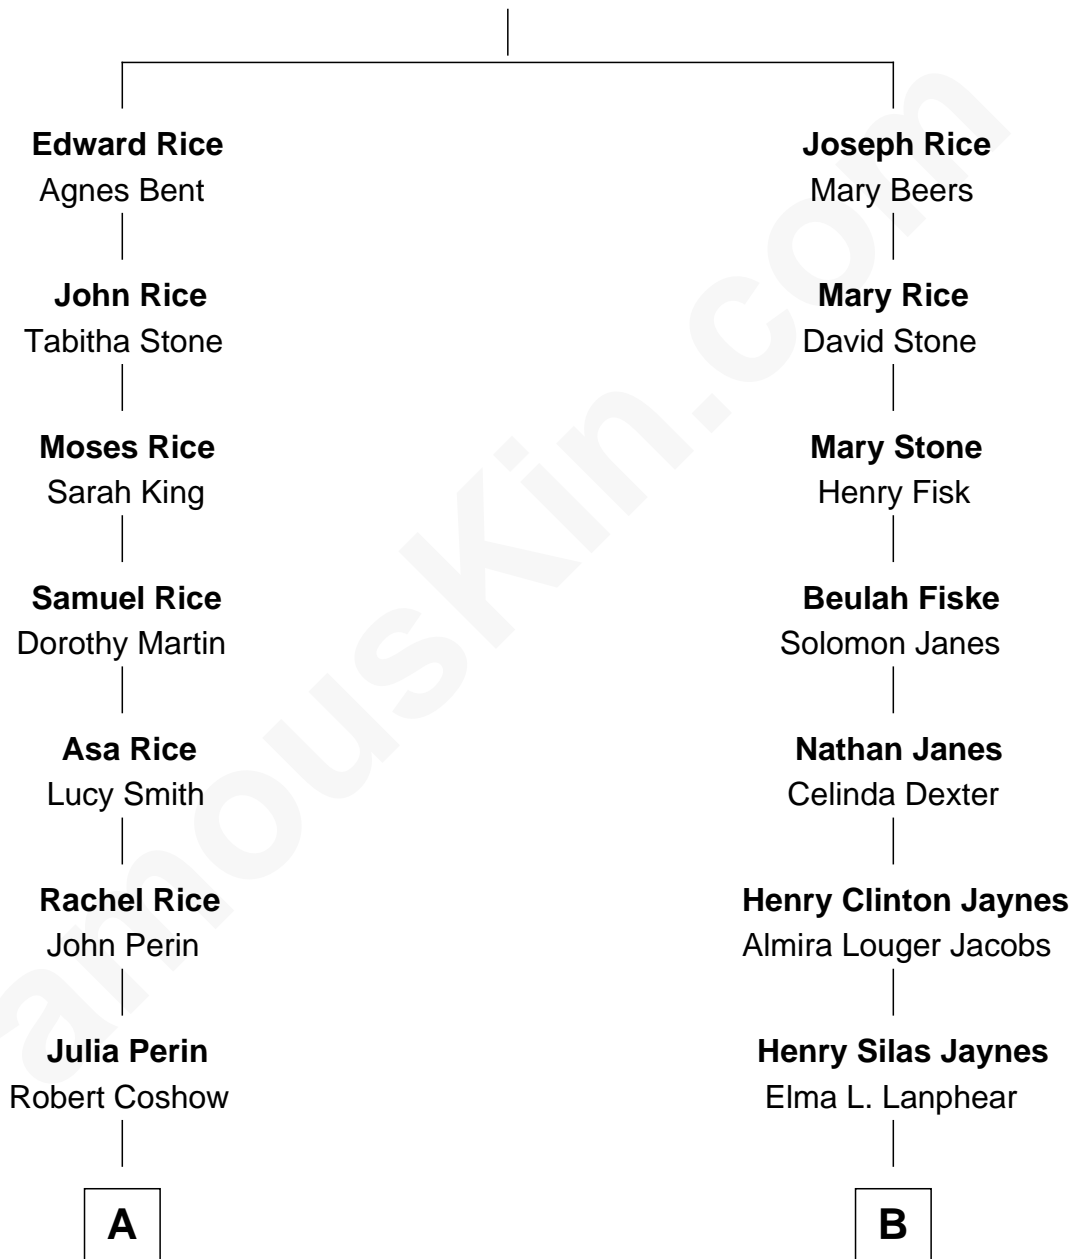 Edward Rice
Agnes Bent
John Rice
Tabitha Stone
Moses Rice
Sarah King
Samuel Rice
Dorothy Martin
Asa Rice
Lucy Smith
Rachel Rice
John Perin
Julia Perin
Robert Coshow
A
Joseph Rice
Mary Beers
Mary Rice
David Stone
Mary Stone
Henry Fisk
Beulah Fiske
Solomon Janes
Nathan Janes
Celinda Dexter
Henry Clinton Jaynes
Almira Louger Jacobs
Henry Silas Jaynes
Elma L. Lanphear
B
amousKin.com